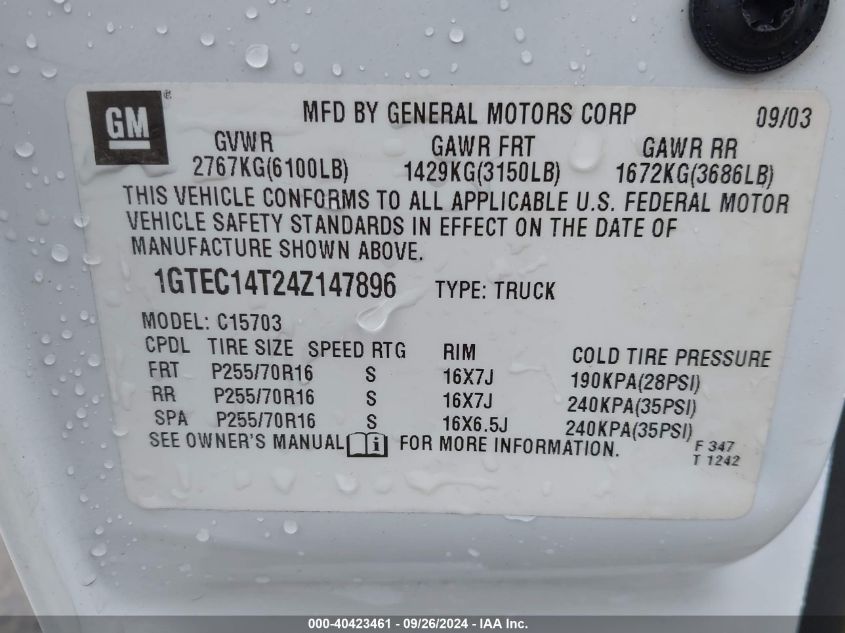 GM ®
MFD BY GENERAL MOTORS CORP 09/03
GVWR GAWR FRT GAWR RR
2767KG(6100LB) 1429KG(3150LB) 1672KG(3686LB)
THIS VEHICLE CONFORMS TO ALL APPLICABLE U.S. FEDERAL MOTOR
VEHICLE SAFETY STANDARDS IN EFFECT ON THE DATE OF
MANUFACTURE SHOWN ABOVE.
1GTEC14T24Z147896 TYPE: TRUCK
MODEL: C15703
CPDL TIRE SIZE SPEED RTG RIM COLD TIRE PRESSURE
FRT P255/70R16 S 16X7J 190KPA(28PSI)
RR P255/70R16 S 16X7J 240KPA(35PSI)
SPA P255/70R16 S 16X6.5J 240KPA(35PSI)
SEE OWNER'S MANUAL i FOR MORE INFORMATION.
F 347
T 1242
000-40423461 - 09/26/2024 - IAA Inc.